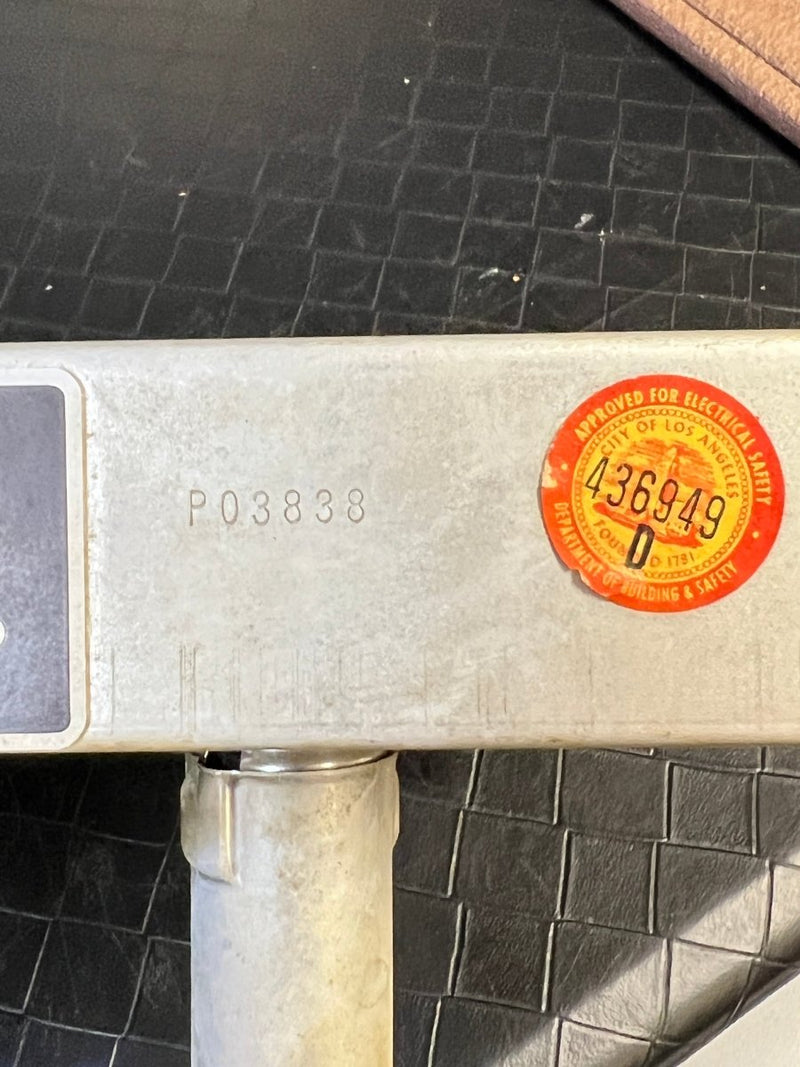 P03838
APPROVED FOR ELECTRICAL SAFETY
CITY OF LOS ANGELES
436949
D
FOUNDED 1781
DEPARTMENT OF BUILDING & SAFETY